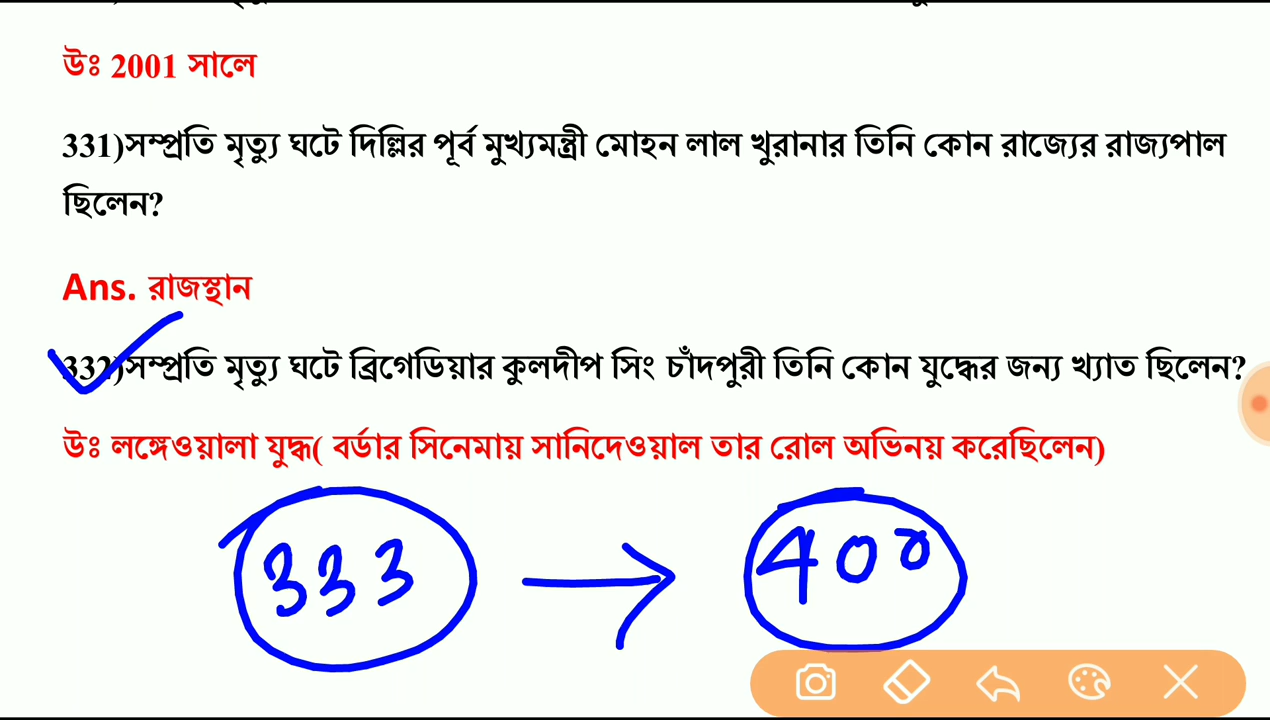 উঃ 2001 সালে
331)সম্প্রতি মৃত্যু ঘটে দিল্লির পূর্ব মুখ্যমন্ত্রী মোহন লাল খুরানার তিনি কোন রাজ্যের রাজ্যপাল
ছিলেন?
Ans. রাজস্থান
332)সম্প্রতি মৃত্যু ঘটে ব্রিগেডিয়ার কুলদীপ সিং চাঁদপুরী তিনি কোন যুদ্ধের জন্য খ্যাত ছিলেন?
উঃ লঙ্গেওয়ালা যুদ্ধ( বর্ডার সিনেমায় সানিদেওয়াল তার রোল অভিনয় করেছিলেন)
333 → 400